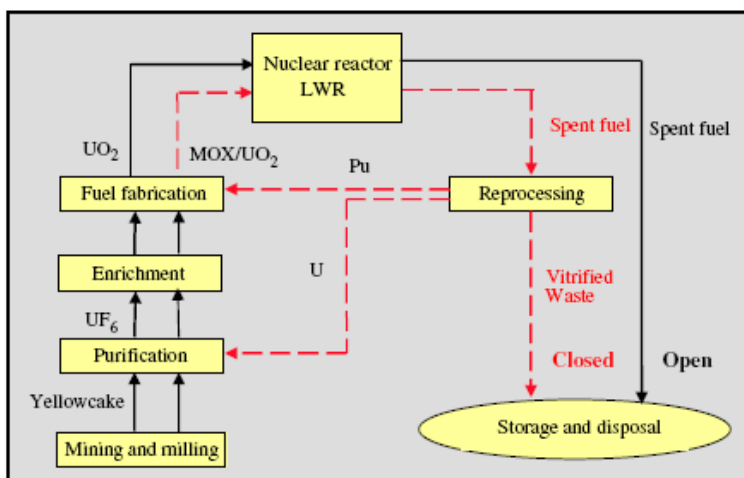 Nuclear reactor
LWR
Spent fuel
Spent fuel
UO2
MOX/UO2
Pu
Fuel fabrication
Reprocessing
Enrichment
U
Vitrified
Waste
UF6
Purification
Closed
Open
Yellowcake
Storage and disposal
Mining and milling